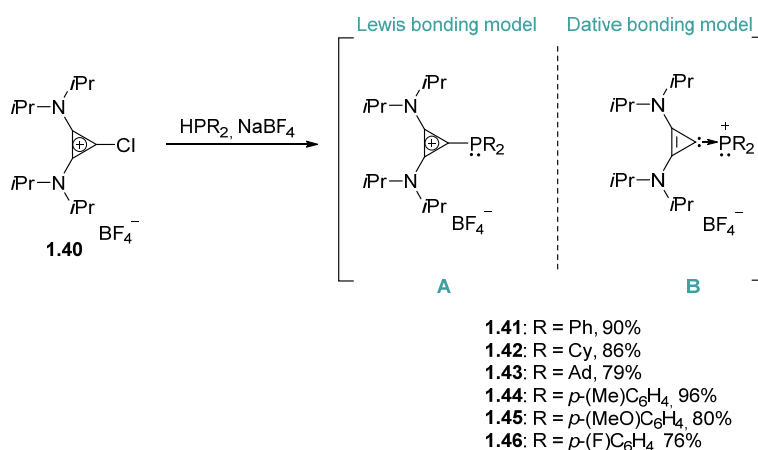 Lewis bonding model
Dative bonding model
iPr
iPr–N
Cl
iPr–N
iPr
BF4 –
1.40
HPR2, NaBF4
iPr
iPr–N
+
PR2
iPr–N
iPr
BF4 –
A
iPr
iPr–N
+
:PR2
iPr–N
iPr
BF4 –
B
1.41: R = Ph, 90%
1.42: R = Cy, 86%
1.43: R = Ad, 79%
1.44: R = p-(Me)C6H4, 96%
1.45: R = p-(MeO)C6H4, 80%
1.46: R = p-(F)C6H4, 76%